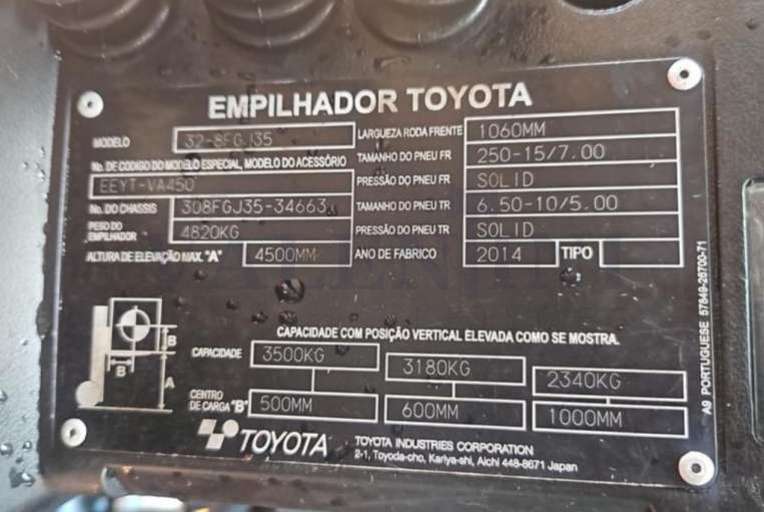 EMPILHADOR TOYOTA
MODELO 32-8FGJ35 LARGUEZA RODA FRENTE 1060MM
No. DE CODIGO DO MODELO ESPECIAL, MODELO DO ACESSÓRIO TAMANHO DO PNEU FR 250-15/7.00
EEYT-VA450 PRESSÃO DO PNEU FR SOLID
No. DO CHASSIS 308FGJ35-34663 TAMANHO DO PNEU TR 6.50-10/5.00
PESO DO EMPILHADOR 4820KG PRESSÃO DO PNEU TR SOLID
ALTURA DE ELEVAÇÃO MAX. "A" 4500MM ANO DE FABRICO 2014 TIPO
CAPACIDADE COM POSIÇÃO VERTICAL ELEVADA COMO SE MOSTRA.
CAPACIDADE 3500KG 3180KG 2340KG
CENTRO DE CARGA "B" 500MM 600MM 1000MM
B
B
A
TOYOTA TOYOTA INDUSTRIES CORPORATION
2-1, Toyoda-cho, Kariya-shi, Aichi 448-8671 Japan
A9 PORTUGUESE 57849-26700-71